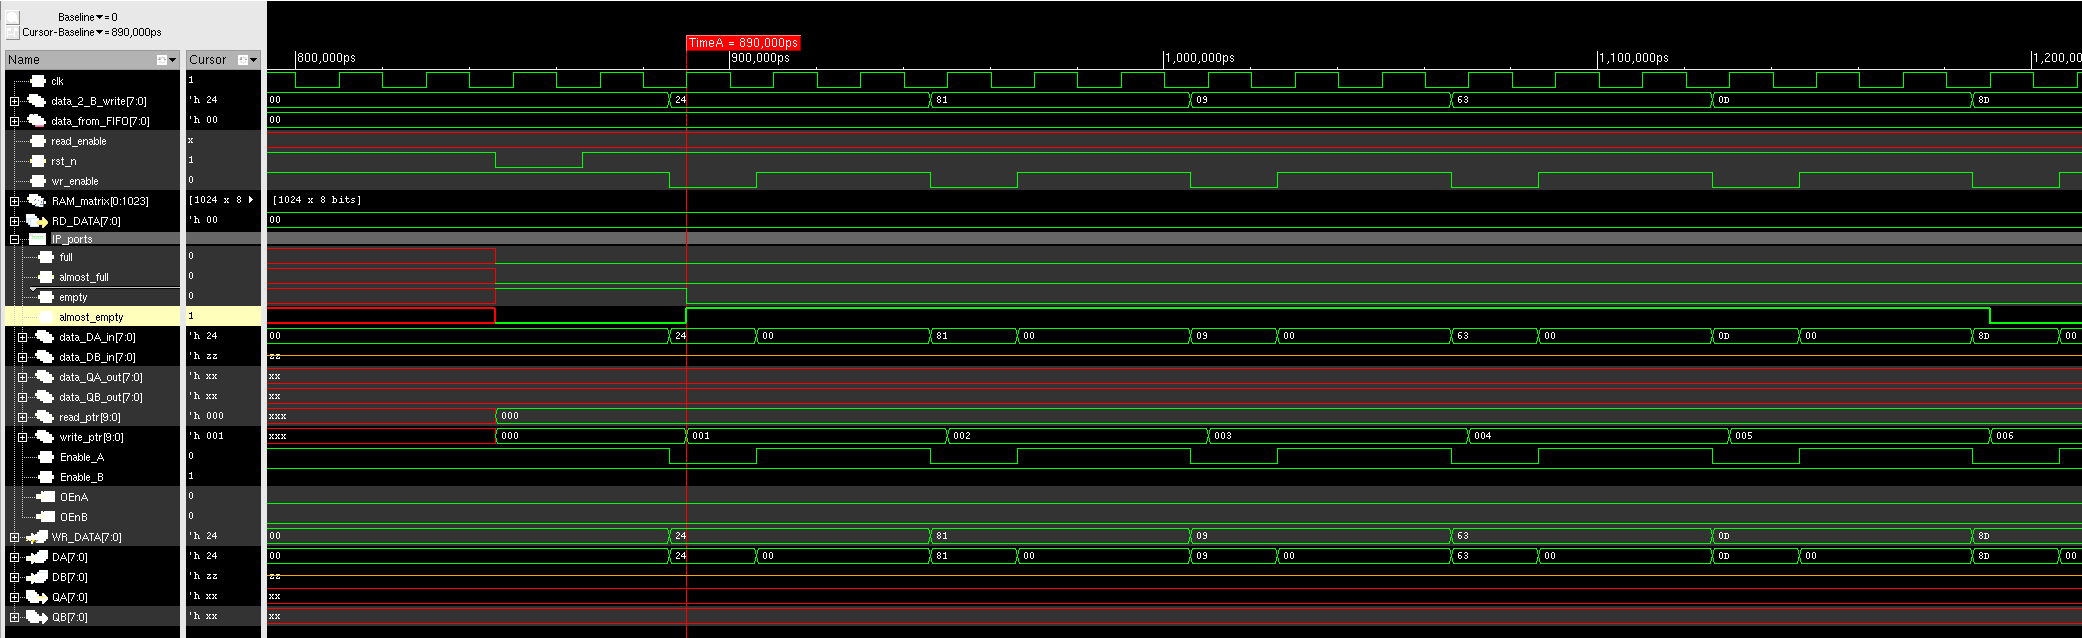 Baseline▾= 0
Cursor-Baseline▾= 890,000ps
TimeA = 890,000ps
800,000ps 900,000ps 1,000,000ps 1,100,000ps 1,200,00
Name Cursor
clk 1
data_2_B_write[7:0] 'h 24 00 24 81 09 63 0D 8D
data_from_FIFO[7:0] 'h 00 00
read_enable x
rst_n 1
wr_enable 0
RAM_matrix[0:1023] [1024 x 8 [1024 x 8 bits]
RD_DATA[7:0] 'h 00 00
IP_ports
full 0
almost_full 0
empty 0
almost_empty 1
data_DA_in[7:0] 'h 24 00 24 00 81 00 09 00 63 00 0D 00 8D 00
data_DB_in[7:0] 'h zz zz
data_QA_out[7:0] 'h xx xx
data_QB_out[7:0] 'h xx xx
read_ptr[9:0] 'h 000 xxx 000
write_ptr[9:0] 'h 001 xxx 000 001 002 003 004 005 006
Enable_A 0
Enable_B 1
OEnA 0
OEnB 0
WR_DATA[7:0] 'h 24 00 24 81 09 63 0D 8D
DA[7:0] 'h 24 00 24 00 81 00 09 00 63 00 0D 00 8D 00
DB[7:0] 'h zz zz
QA[7:0] 'h xx xx
QB[7:0] 'h xx xx